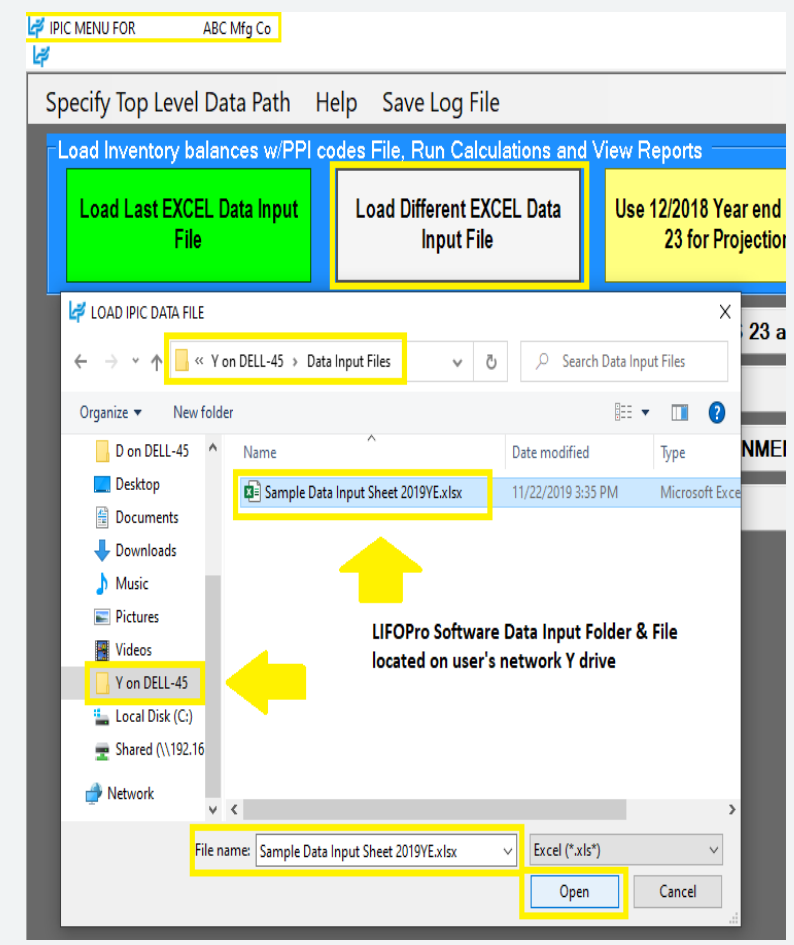 IPIC MENU FOR ABC Mfg Co
Specify Top Level Data Path Help Save Log File
Load Inventory balances w/PPI codes File, Run Calculations and View Reports
Load Last EXCEL Data Input
File
Load Different EXCEL Data
Input File
Use 12/2018 Year end
23 for Projection
LOAD IPIC DATA FILE
23 a
« Y on DELL-45 › Data Input Files
Search Data Input Files
Organize
New folder
?
D on DELL-45
Name
Date modified
Type
Desktop
Sample Data Input Sheet 2019YE.xlsx
11/22/2019 3:35 PM
Microsoft Exce
Documents
Downloads
Music
Pictures
Videos
Y on DELL-45
Local Disk (C:)
Shared (\\192.16
Network
LIFOPro Software Data Input Folder & File
located on user's network Y drive
File name: Sample Data Input Sheet 2019YE.xlsx
Excel (*.xls*)
Open
Cancel